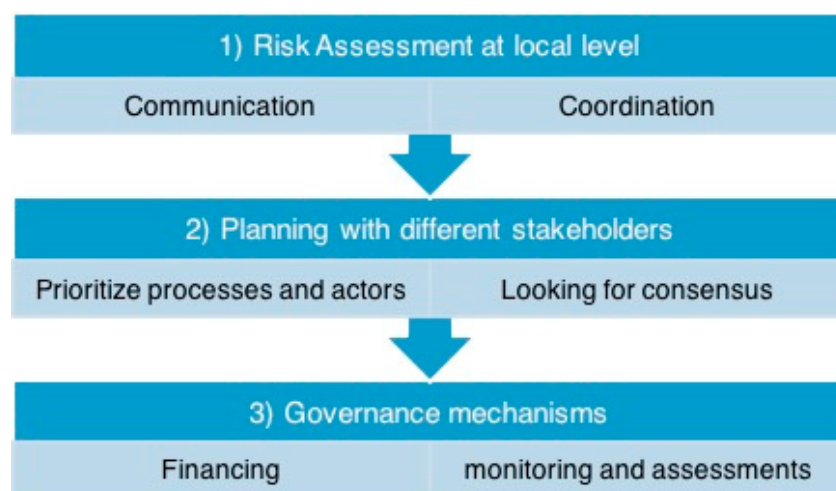 1) Risk Assessment at local level
Communication
Coordination
2) Planning with different stakeholders
Prioritize processes and actors
Looking for consensus
3) Governance mechanisms
Financing
monitoring and assessments